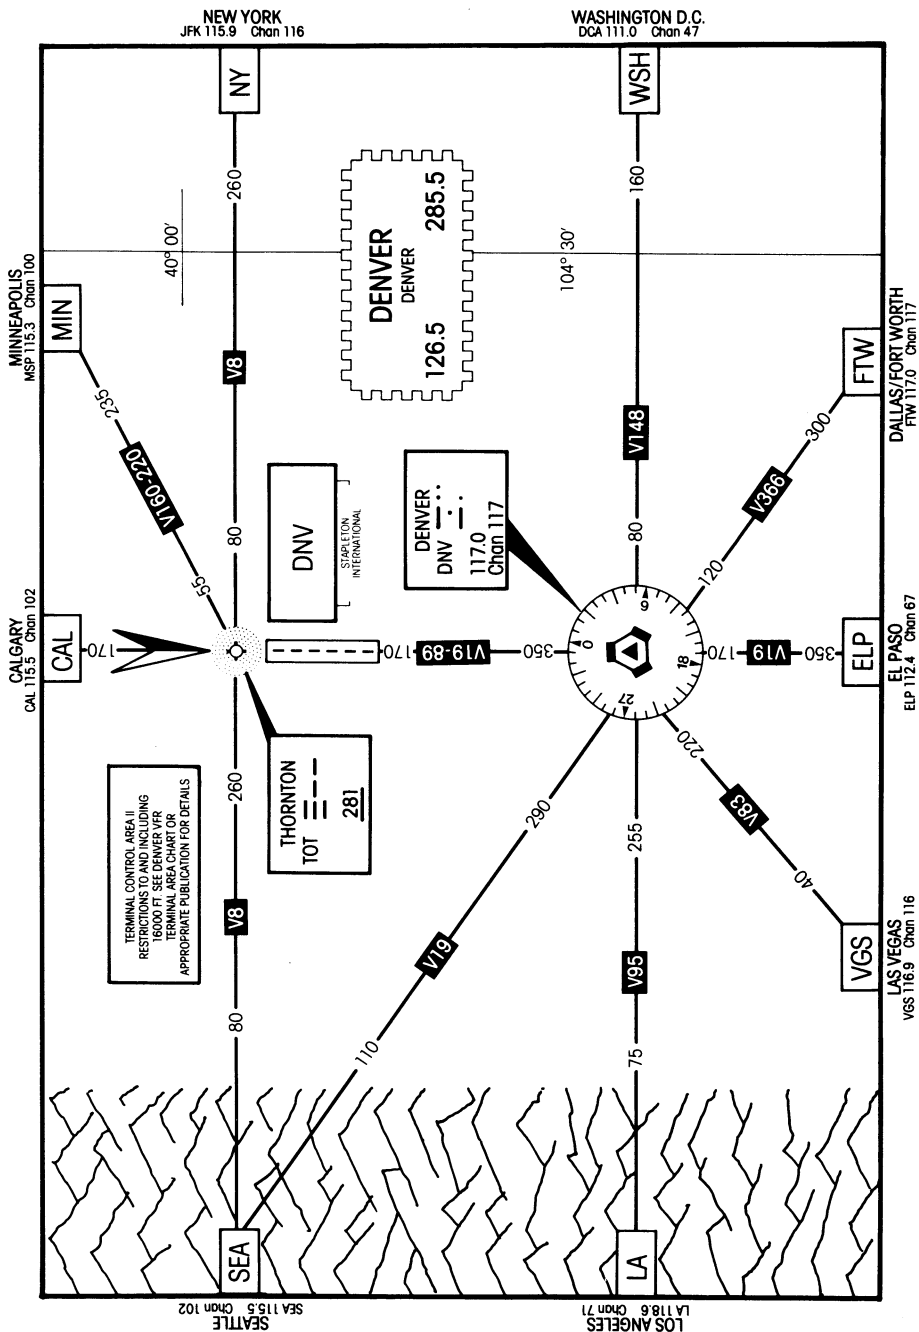 NEW YORK
JFK 115.9 Chan 116
WASHINGTON D.C.
DCA 111.0 Chan 47
NY
WSH
260
160
DENVER
DENVER
126.5 285.5
40° 00'
104° 30'
MINNEAPOLIS
MSP 115.3 Chan 100
MIN
235
V160-220
55
V8
80
V148
80
DALLAS/FORT WORTH
FTW 117.0 Chan 117
FTW
300
V366
120
DNV
STAPLETON
INTERNATIONAL
DENVER
DNV
117.0
Chan 117
CALGARY
CAL 115.5 Chan 102
CAL
170
170
V19-89
350
0
6
18
27
170
V19
350
ELP
EL PASO
ELP 112.4 Chan 67
TERMINAL CONTROL AREA II
RESTRICTIONS TO AND INCLUDING
16000 FT SEE DENVER VFR
TERMINAL AREA CHART OR
APPROPRIATE PUBLICATION FOR DETAILS
260
V8
80
THORNTON
TOT
281
290
V19
110
255
V95
75
220
V83
40
VGS
LAS VEGAS
VGS 116.9 Chan 116
SEA
SEATTLE
SEA 115.5 Chan 102
LA
LOS ANGELES
LA 118.6 Chan 71